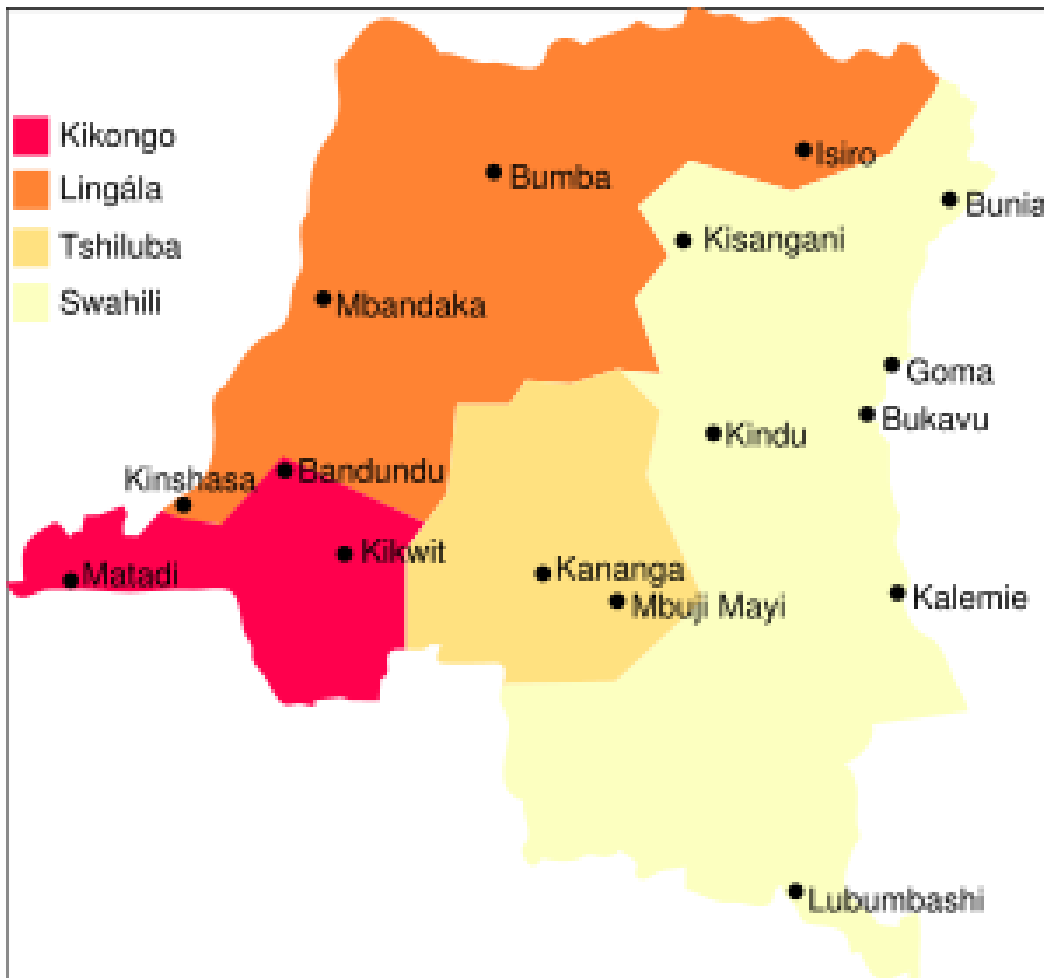 Kikongo
Lingála
Tshiluba
Swahili
Isiro
Bumba
Bunia
Kisangani
Mbandaka
Goma
Bukavu
Kindu
Bandundu
Kinshasa
Kikwit
Matadi
Kananga
Mbuji Mayi
Kalemie
Lubumbashi